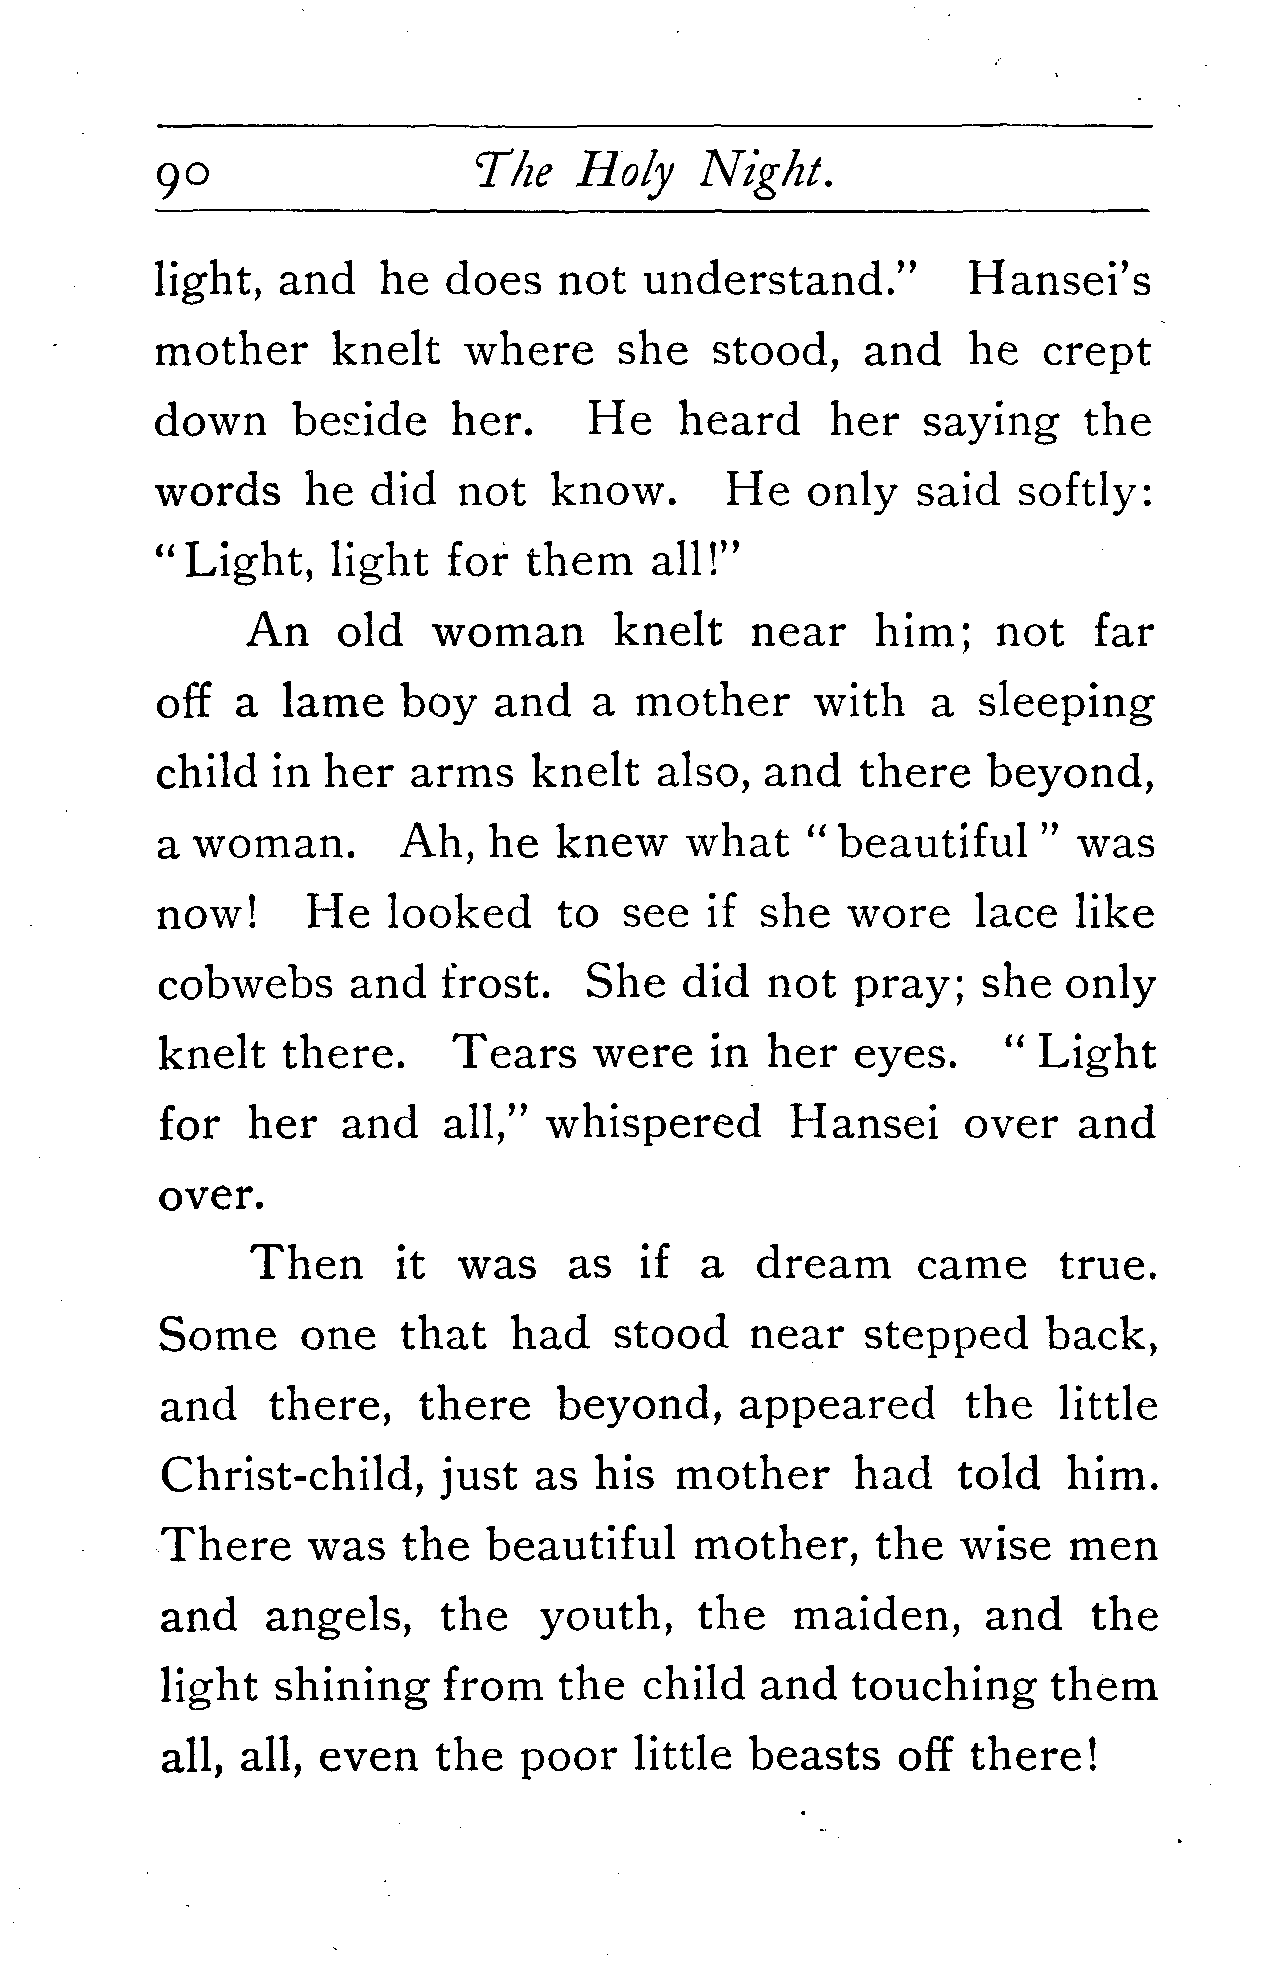 90 The Holy Night.
light, and he does not understand." Hansei's
mother knelt where she stood, and he crept
down beside her. He heard her saying the
words he did not know. He only said softly:
"Light, light for them all!"
An old woman knelt near him; not far
off a lame boy and a mother with a sleeping
child in her arms knelt also, and there beyond,
a woman. Ah, he knew what "beautiful" was
now! He looked to see if she wore lace like
cobwebs and frost. She did not pray; she only
knelt there. Tears were in her eyes. "Light
for her and all," whispered Hansei over and
over.
Then it was as if a dream came true.
Some one that had stood near stepped back,
and there, there beyond, appeared the little
Christ-child, just as his mother had told him.
There was the beautiful mother, the wise men
and angels, the youth, the maiden, and the
light shining from the child and touching them
all, all, even the poor little beasts off there!